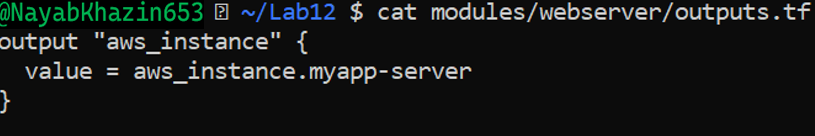 @NayabKhazin653 ~/Lab12 $ cat modules/webserver/outputs.tf
output "aws_instance" {
  value = aws_instance.myapp-server
}